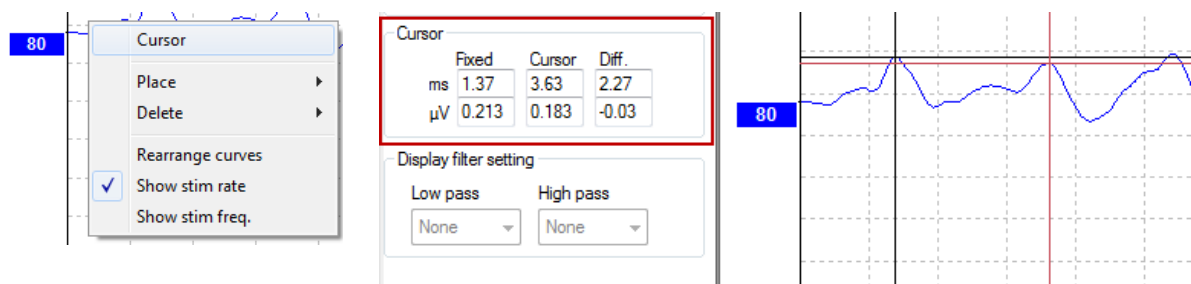 80
Cursor
Place
Delete
Rearrange curves
Show stim rate
Show stim freq.
Cursor
Fixed Cursor Diff.
ms 1.37 3.63 2.27
µV 0.213 0.183 -0.03
Display filter setting
Low pass High pass
None None
80